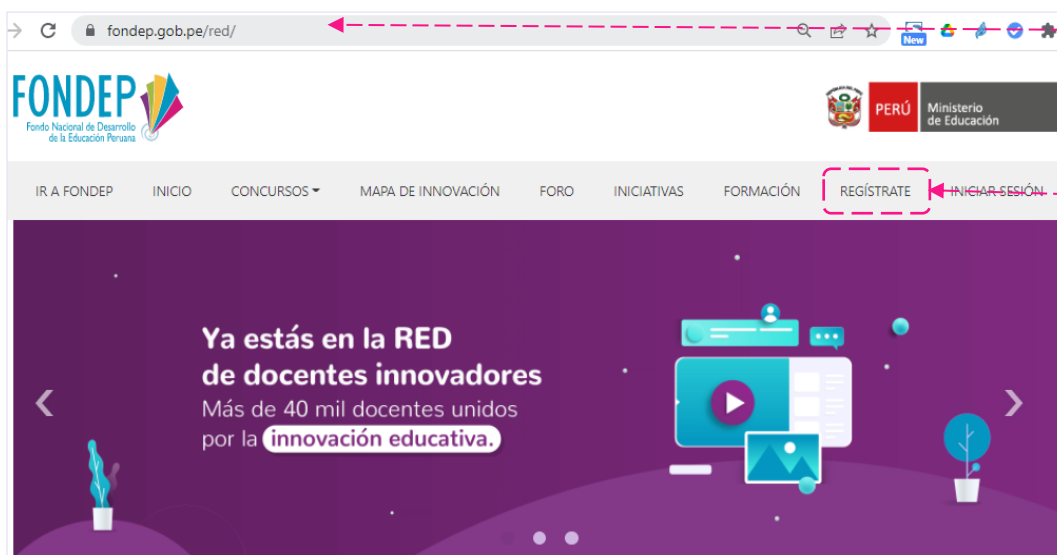 fondep.gob.pe/red/
New
FONDEP
Fondo Nacional de Desarrollo
de la Educación Peruana
PERÚ
Ministerio
de Educación
IR A FONDEP INICIO CONCURSOS MAPA DE INNOVACIÓN FORO INICIATIVAS FORMACIÓN REGÍSTRATE INICIAR SESIÓN
Ya estás en la RED
de docentes innovadores
Más de 40 mil docentes unidos
por la innovación educativa.